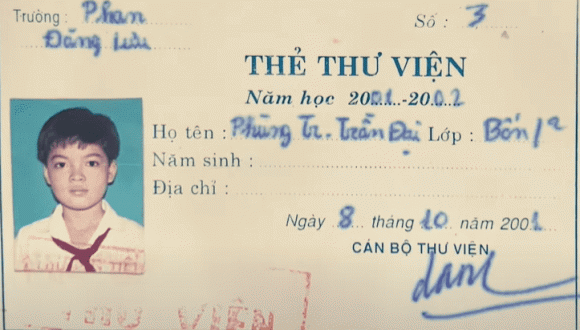 Trường : Phan
Đăng Lưu
Số : 3
THẺ THƯ VIỆN
Năm học 2001-2002
Họ tên : Phùng Tr. Trần Đại Lớp : Bốn/2
Năm sinh :
Địa chỉ :
Ngày 8 tháng 10 năm 2001
CÁN BỘ THƯ VIỆN
THƯ VIỆN